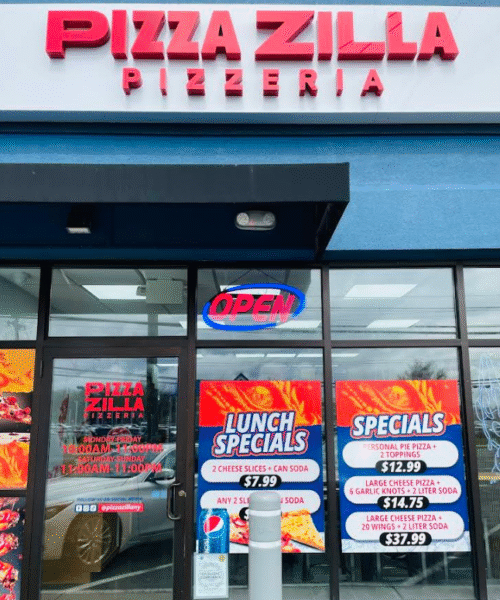 PIZZA ZILLA
PIZZERIA
OPEN
PIZZA
ZILLA
PIZZERIA
MONDAY-FRIDAY
10:00AM-11:00PM
SATURDAY-SUNDAY
11:00AM-11:00PM
@pizzazillany
LUNCH
SPECIALS
2 CHEESE SLICES + CAN SODA
$7.99
ANY 2 SODA
pepsi
SPECIALS
PERSONAL PIE PIZZA +
2 TOPPINGS
$12.99
LARGE CHEESE PIZZA +
6 GARLIC KNOTS + 2 LITER SODA
$14.75
LARGE CHEESE PIZZA +
20 WINGS + 2 LITER SODA
$37.99